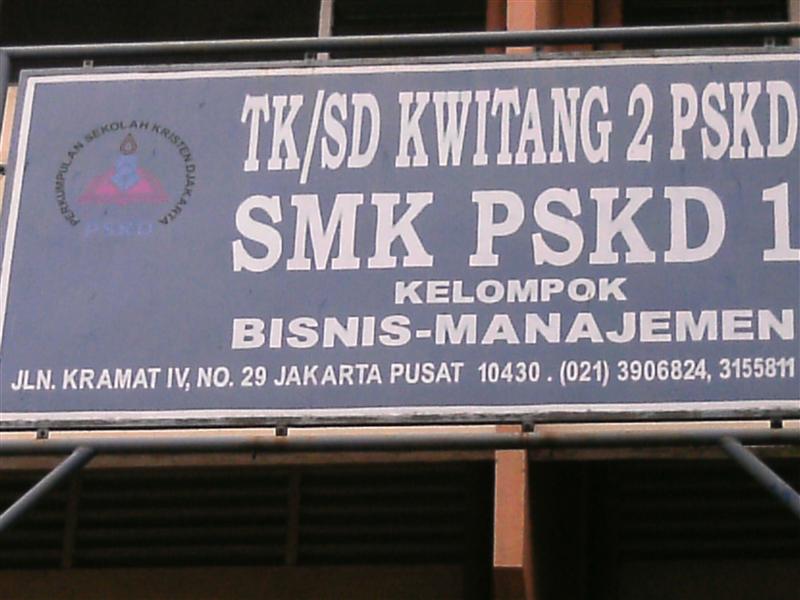 PERKUMPULAN SEKOLAH KRISTEN DJAKARTA
PSKD
TK/SD KWITANG 2 PSKD
SMK PSKD 1
KELOMPOK
BISNIS-MANAJEMEN
JLN. KRAMAT IV, NO. 29 JAKARTA PUSAT 10430 . (021) 3906824, 3155811